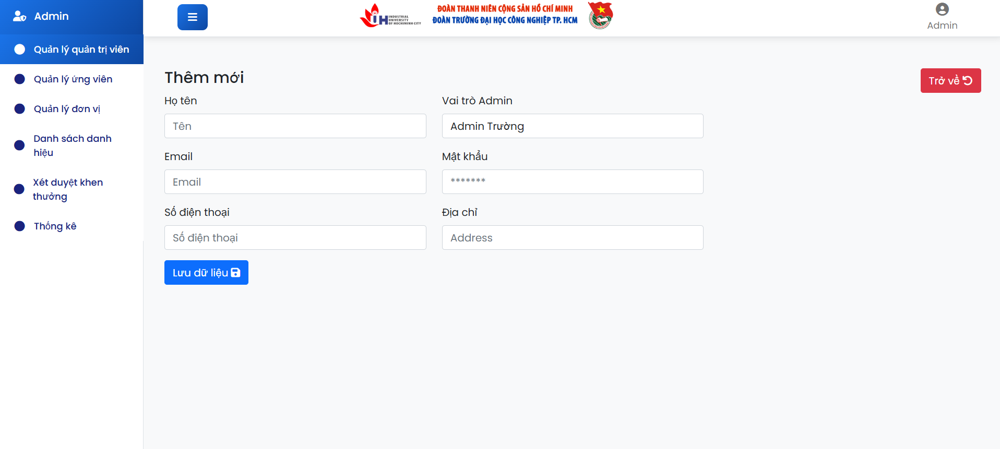 Admin
Quản lý quản trị viên
Quản lý ứng viên
Quản lý đơn vị
Danh sách danh
hiệu
Xét duyệt khen
thưởng
Thống kê
IUH
INDUSTRIAL
UNIVERSITY
OF HOCHIMINH CITY
ĐOÀN THANH NIÊN CỘNG SẢN HỒ CHÍ MINH
ĐOÀN TRƯỜNG ĐẠI HỌC CÔNG NGHIỆP TP. HCM
Admin
Thêm mới
Trở về
Họ tên
Vai trò Admin
Tên
Admin Trường
Email
Mật khẩu
Email
*******
Số điện thoại
Địa chỉ
Số điện thoại
Address
Lưu dữ liệu